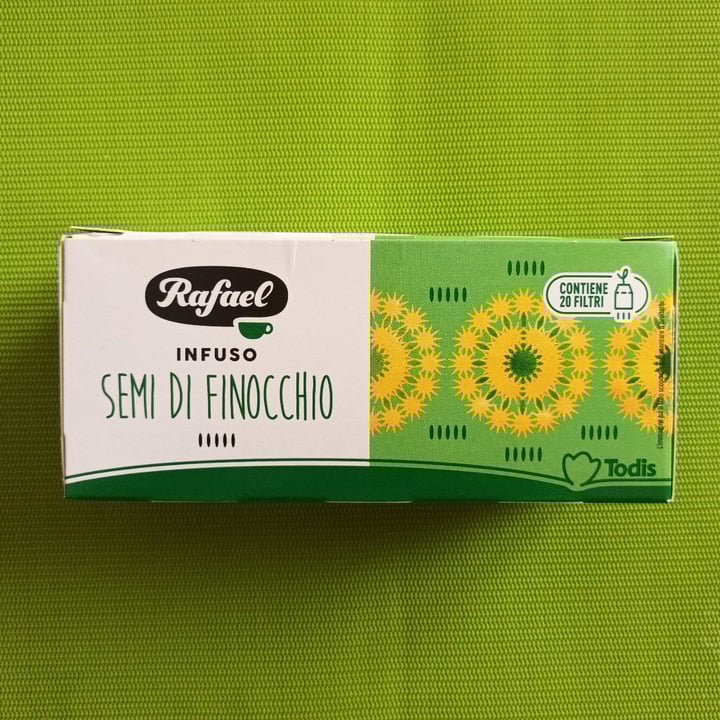 Rafael
INFUSO
SEMI DI FINOCCHIO
CONTIENE
20 FILTRI
Todis